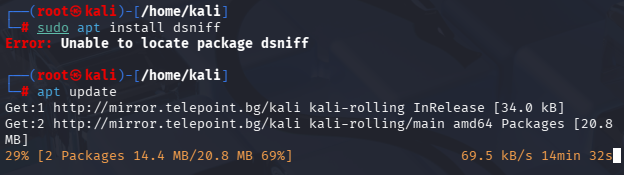 ┌──(root㉿kali)-[/home/kali]
└─# sudo apt install dsniff
Error: Unable to locate package dsniff
┌──(root㉿kali)-[/home/kali]
└─# apt update
Get:1 http://mirror.telepoint.bg/kali kali-rolling InRelease [34.0 kB]
Get:2 http://mirror.telepoint.bg/kali kali-rolling/main amd64 Packages [20.8
MB]
29% [2 Packages 14.4 MB/20.8 MB 69%] 69.5 kB/s 14min 32s